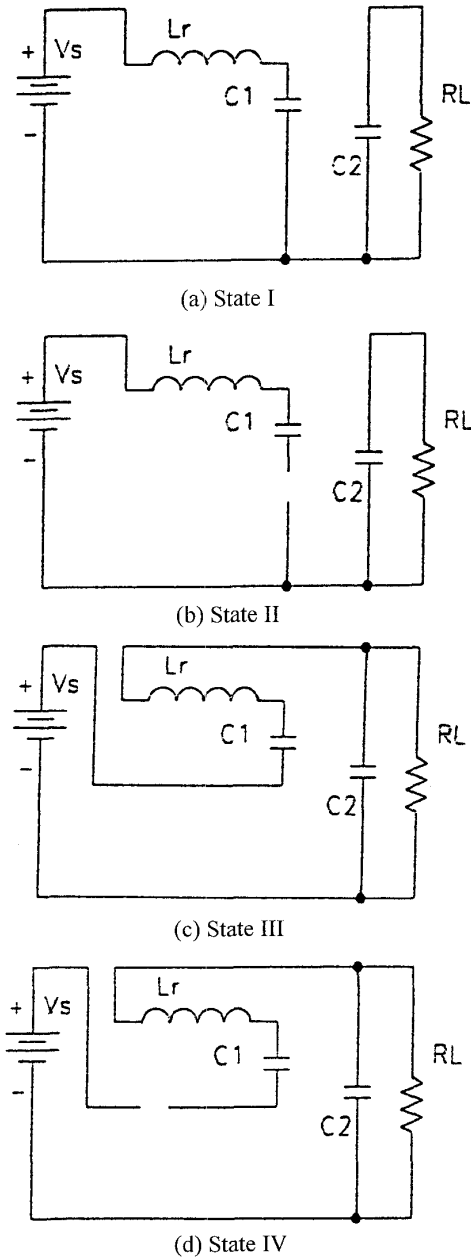 + Vs
Lr
C1
RL
C2
-
(a) State I
+ Vs
Lr
C1
RL
C2
-
(b) State II
+ Vs
Lr
C1
RL
C2
-
(c) State III
+ Vs
Lr
C1
RL
C2
-
(d) State IV